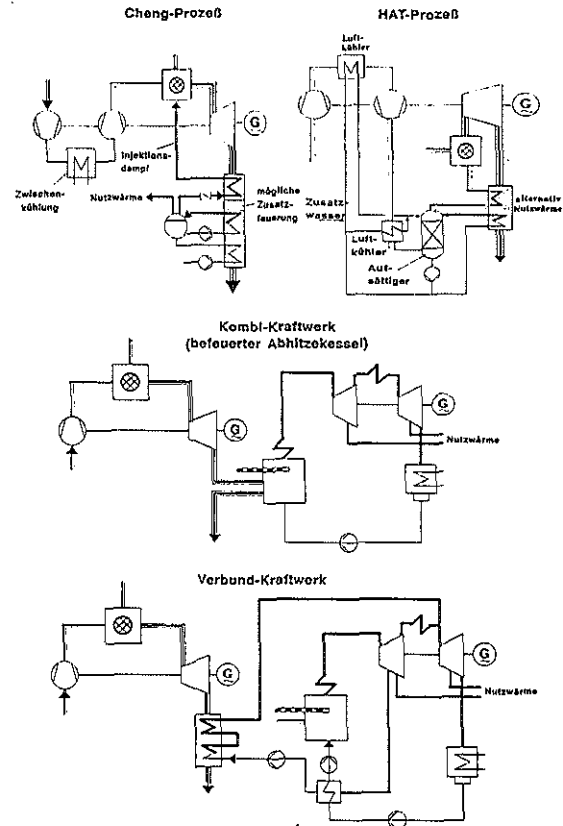 Cheng-Prozeß
HAT-Prozeß
Luft-
kühler
G
G
Injektions-
dampf
Zwischen-
kühlung
Nutzwärme
mögliche
Zusatz-
feuerung
Zusatz-
wasser
Luft-
kühler
Auf-
sättiger
alternativ
Nutzwärme
Kombi-Kraftwerk
(befeuerter Abhitzekessel)
G
G
Nutzwärme
Verbund-Kraftwerk
G
G
Nutzwärme